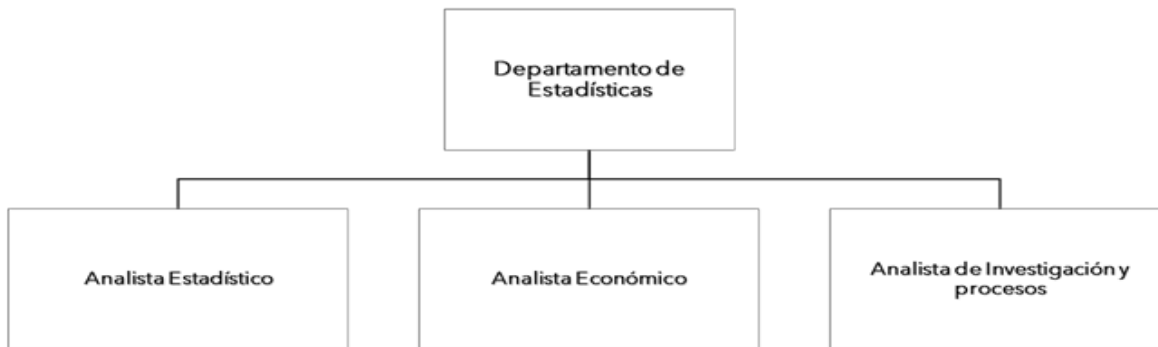 Departamento de
Estadísticas
Analista Estadístico
Analista Económico
Analista de Investigación y
procesos